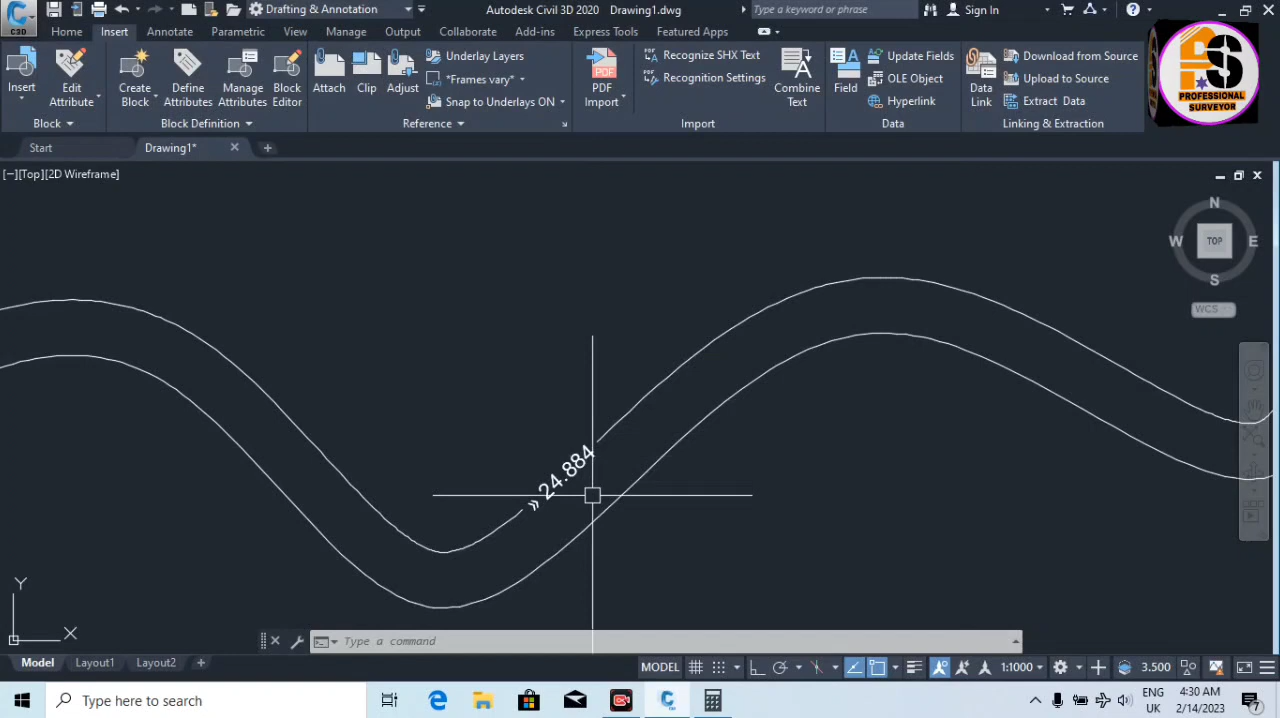 C3D
Drafting & Annotation
Autodesk Civil 3D 2020 Drawing1.dwg
Type a keyword or phrase
Sign In
Home Insert Annotate Parametric View Manage Output Collaborate Add-ins Express Tools Featured Apps
Insert
Edit Attribute
Create Block
Define Attributes
Manage Attributes
Block Editor
Attach
Clip
Adjust
Underlay Layers
*Frames vary*
Snap to Underlays ON
PDF Import
Recognize SHX Text
Recognition Settings
Combine Text
Field
Update Fields
OLE Object
Hyperlink
Data Link
Download from Source
Upload to Source
Extract Data
Block
Block Definition
Reference
Import
Data
Linking & Extraction
PS
PROFESSIONAL
SURVEYOR
Start Drawing1*
[−][Top][2D Wireframe]
N
W TOP E
S
WCS
» 24.884
Y
X
Type a command
Model Layout1 Layout2
MODEL
1:1000
3.500
Type here to search
ENG
UK
4:30 AM
2/14/2023
7